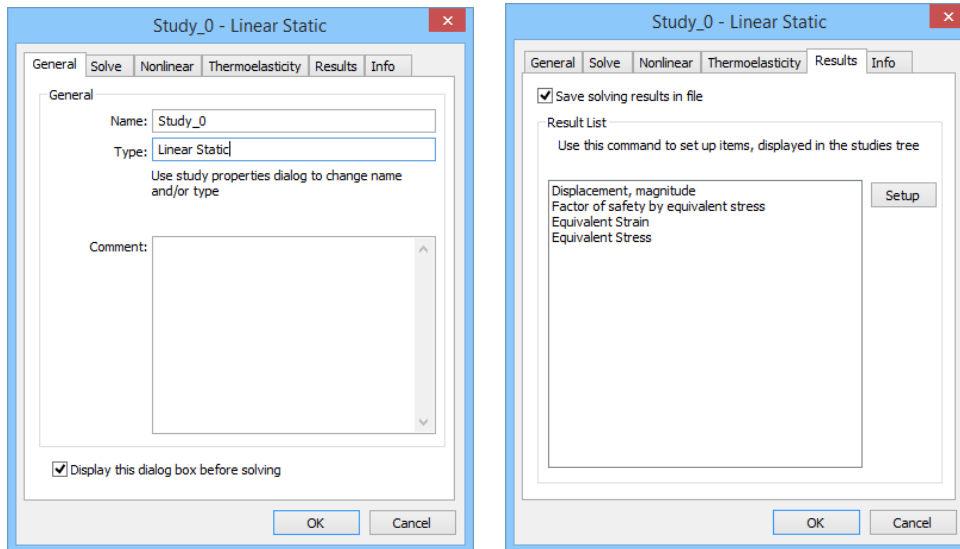 Study_0 - Linear Static
General Solve Nonlinear Thermoelasticity Results Info
General
Name: Study_0
Type: Linear Static
Use study properties dialog to change name
and/or type
Comment:
Display this dialog box before solving
OK Cancel
Study_0 - Linear Static
General Solve Nonlinear Thermoelasticity Results Info
Save solving results in file
Result List
Use this command to set up items, displayed in the studies tree
Displacement, magnitude
Factor of safety by equivalent stress
Equivalent Strain
Equivalent Stress
Setup
OK Cancel